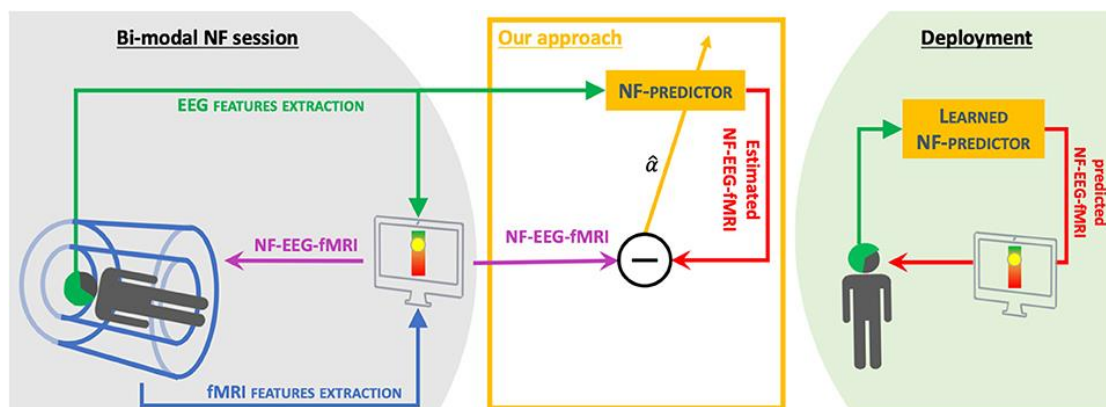 Bi-modal NF session
EEG FEATURES EXTRACTION
NF-EEG-fMRI
fMRI FEATURES EXTRACTION
Our approach
NF-PREDICTOR
Estimated
NF-EEG-fMRI
α̂
NF-EEG-fMRI
−
Deployment
LEARNED
NF-PREDICTOR
predicted
NF-EEG-fMRI